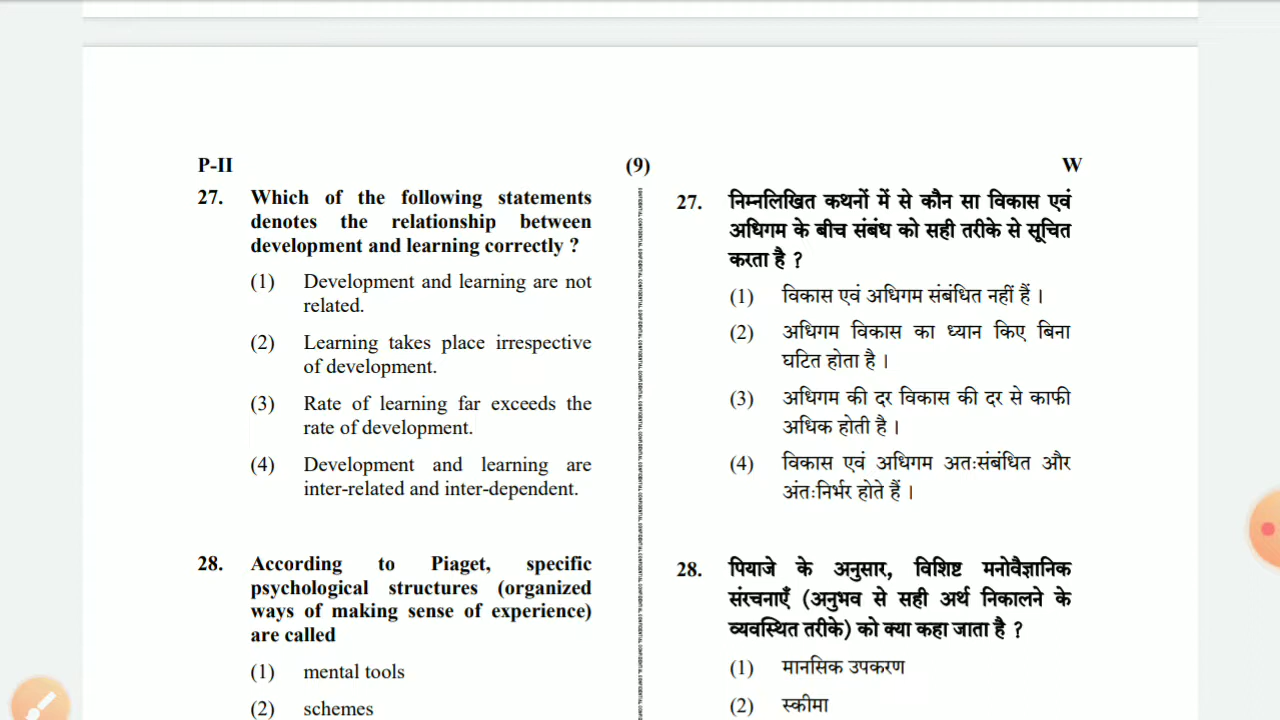 P-II
(9)
W
27. Which of the following statements
denotes the relationship between
development and learning correctly ?
(1) Development and learning are not
related.
(2) Learning takes place irrespective
of development.
(3) Rate of learning far exceeds the
rate of development.
(4) Development and learning are
inter-related and inter-dependent.
28. According to Piaget, specific
psychological structures (organized
ways of making sense of experience)
are called
(1) mental tools
(2) schemes
27. निम्नलिखित कथनों में से कौन सा विकास एवं
अधिगम के बीच संबंध को सही तरीके से सूचित
करता है ?
(1) विकास एवं अधिगम संबंधित नहीं हैं ।
(2) अधिगम विकास का ध्यान किए बिना
घटित होता है ।
(3) अधिगम की दर विकास की दर से काफी
अधिक होती है ।
(4) विकास एवं अधिगम अतःसंबंधित और
अंतःनिर्भर होते हैं ।
28. पियाजे के अनुसार, विशिष्ट मनोवैज्ञानिक
संरचनाएँ (अनुभव से सही अर्थ निकालने के
व्यवस्थित तरीके) को क्या कहा जाता है ?
(1) मानसिक उपकरण
(2) स्कीमा